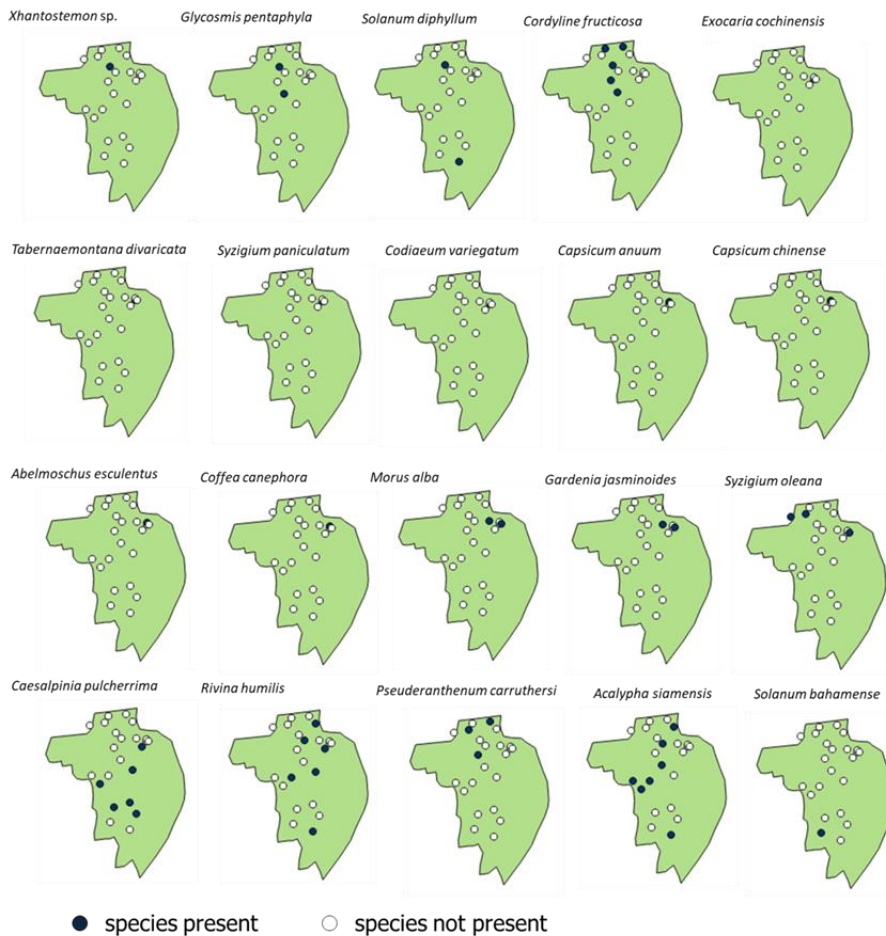 Xhantostemon sp.
Glycosmis pentaphyla
Solanum diphyllum
Cordyline fructicosa
Exocaria cochinensis
Tabernaemontana divaricata
Syzigium paniculatum
Codiaeum variegatum
Capsicum anuum
Capsicum chinense
Abelmoschus esculentus
Coffea canephora
Morus alba
Gardenia jasminoides
Syzigium oleana
Caesalpinia pulcherrima
Rivina humilis
Pseuderanthenum carruthersi
Acalypha siamensis
Solanum bahamense
species present
species not present